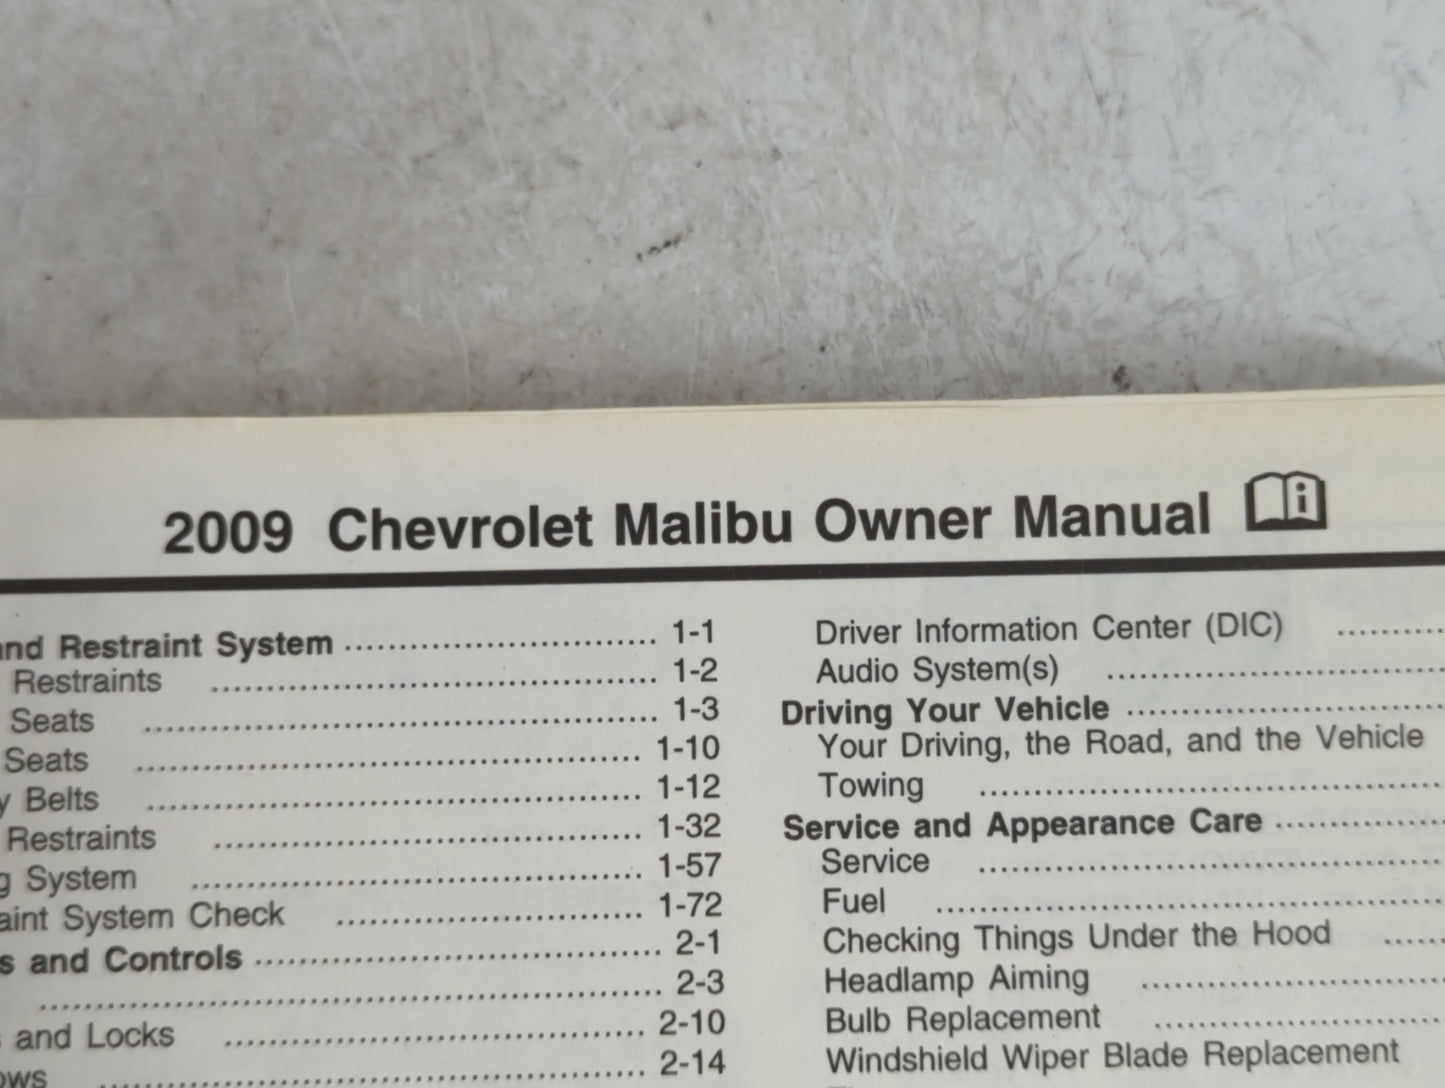 2009 Chevrolet Malibu Owner Manual
and Restraint System 1-1
Restraints 1-2
Seats 1-3
Seats 1-10
Belts 1-12
Restraints 1-32
System 1-57
System Check 1-72
and Controls 2-1
2-3
and Locks 2-10
2-14
Driver Information Center (DIC)
Audio System(s)
Driving Your Vehicle
Your Driving, the Road, and the Vehicle
Towing
Service and Appearance Care
Service
Fuel
Checking Things Under the Hood
Headlamp Aiming
Bulb Replacement
Windshield Wiper Blade Replacement